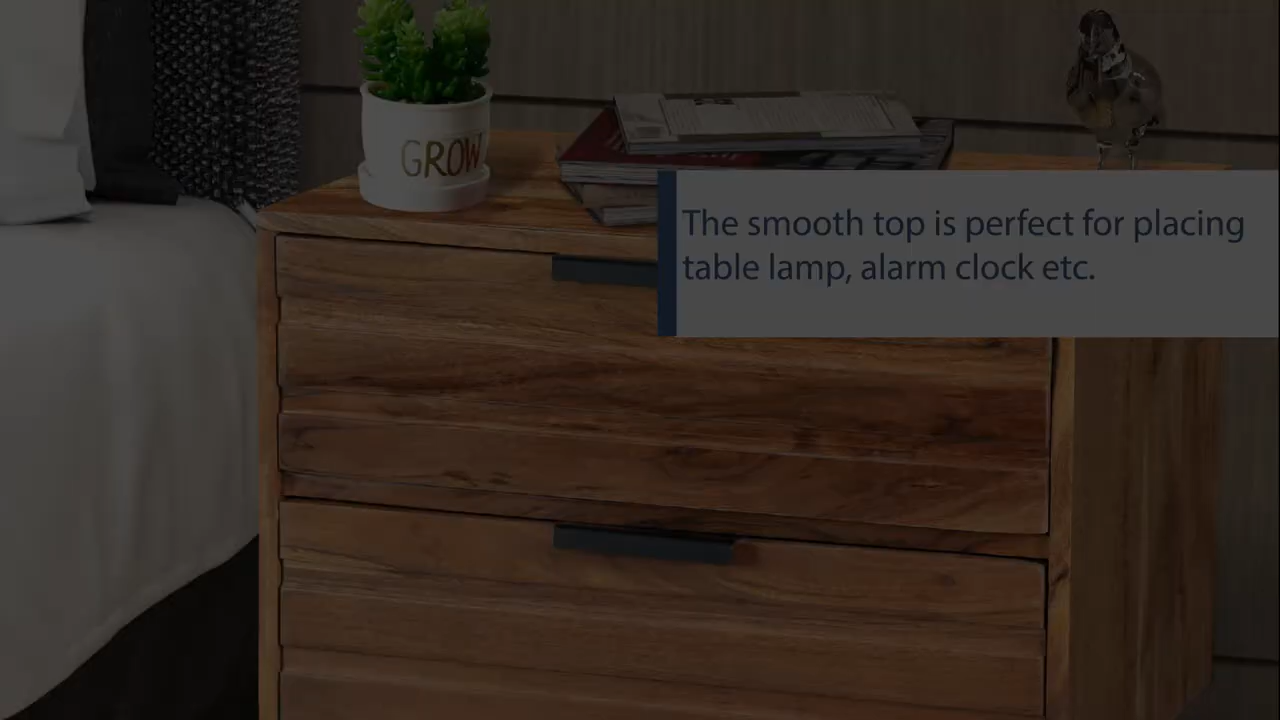 GROW
The smooth top is perfect for placing
table lamp, alarm clock etc.